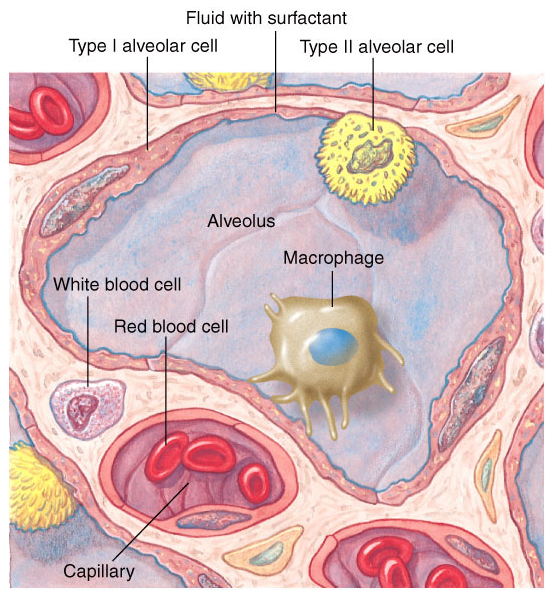 Fluid with surfactant
Type I alveolar cell
Type II alveolar cell
Alveolus
Macrophage
White blood cell
Red blood cell
Capillary